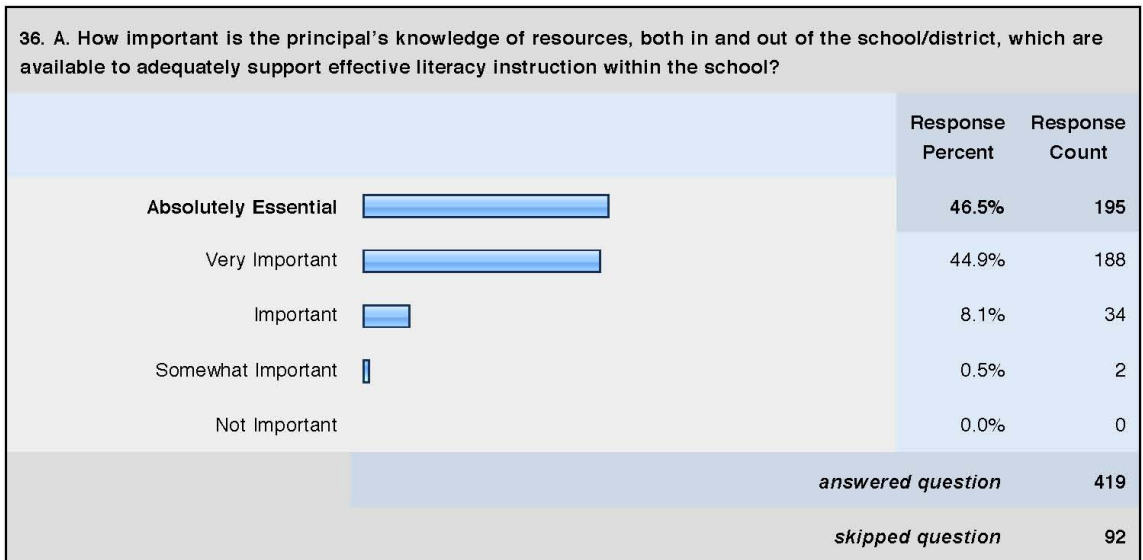 36. A. How important is the principal's knowledge of resources, both in and out of the school/district, which are
available to adequately support effective literacy instruction within the school?
Response Percent Response Count
Absolutely Essential 46.5% 195
Very Important 44.9% 188
Important 8.1% 34
Somewhat Important 0.5% 2
Not Important 0.0% 0
answered question 419
skipped question 92